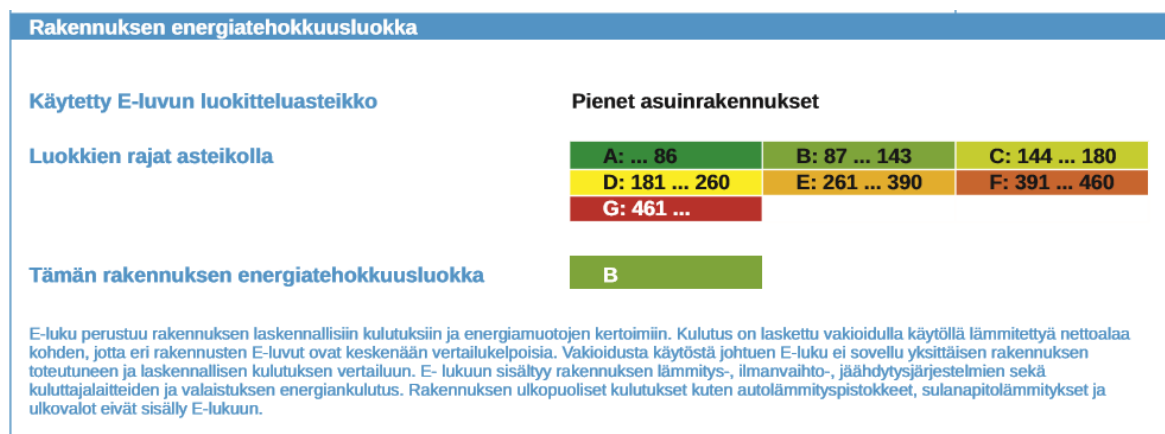 Rakennuksen energiatehokkuusluokka
Käytetty E-luvun luokitteluasteikko Pienet asuinrakennukset
Luokkien rajat asteikolla A: ... 86 B: 87 ... 143 C: 144 ... 180
D: 181 ... 260 E: 261 ... 390 F: 391 ... 460
G: 461 ...
Tämän rakennuksen energiatehokkuusluokka B
E-luku perustuu rakennuksen laskennallisiin kulutuksiin ja energiamuotojen kertoimiin. Kulutus on laskettu vakioidulla käytöllä lämmitettyä nettoalaa
kohden, jotta eri rakennusten E-luvut ovat keskenään vertailukelpoisia. Vakioidusta käytöstä johtuen E-luku ei sovellu yksittäisen rakennuksen
toteutuneen ja laskennallisen kulutuksen vertailuun. E- lukuun sisältyy rakennuksen lämmitys-, ilmanvaihto-, jäähdytysjärjestelmien sekä
kuluttajalaitteiden ja valaistuksen energiankulutus. Rakennuksen ulkopuoliset kulutukset kuten autolämmityspistokkeet, sulanapitolämmitykset ja
ulkovalot eivät sisälly E-lukuun.